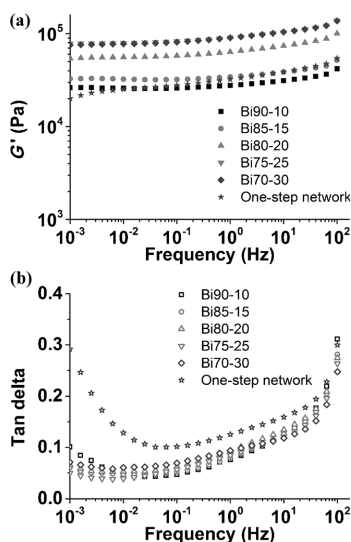 (a)
G' (Pa)
10^5
10^4
10^3
Bi90-10
Bi85-15
Bi80-20
Bi75-25
Bi70-30
One-step network
10^-3 10^-2 10^-1 10^0 10^1 10^2
Frequency (Hz)
(b)
Tan delta
0.4
0.3
0.2
0.1
0.0
Bi90-10
Bi85-15
Bi80-20
Bi75-25
Bi70-30
One-step network
10^-3 10^-2 10^-1 10^0 10^1 10^2
Frequency (Hz)